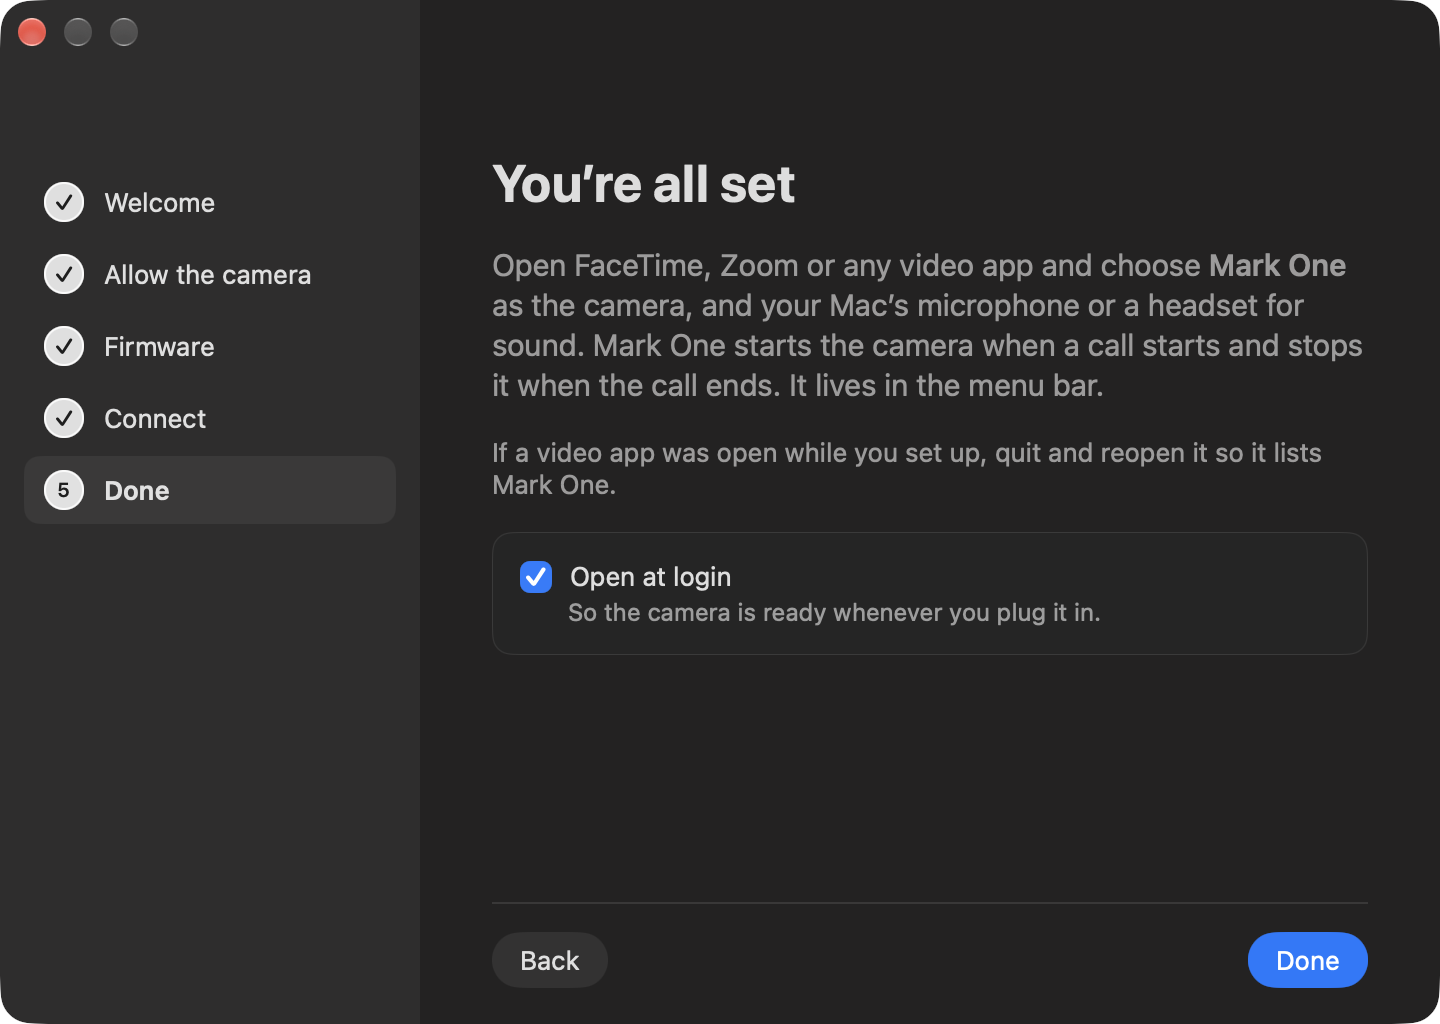 Welcome
Allow the camera
Firmware
Connect
5 Done
You’re all set
Open FaceTime, Zoom or any video app and choose Mark One
as the camera, and your Mac’s microphone or a headset for
sound. Mark One starts the camera when a call starts and stops
it when the call ends. It lives in the menu bar.
If a video app was open while you set up, quit and reopen it so it lists
Mark One.
Open at login
So the camera is ready whenever you plug it in.
Back
Done